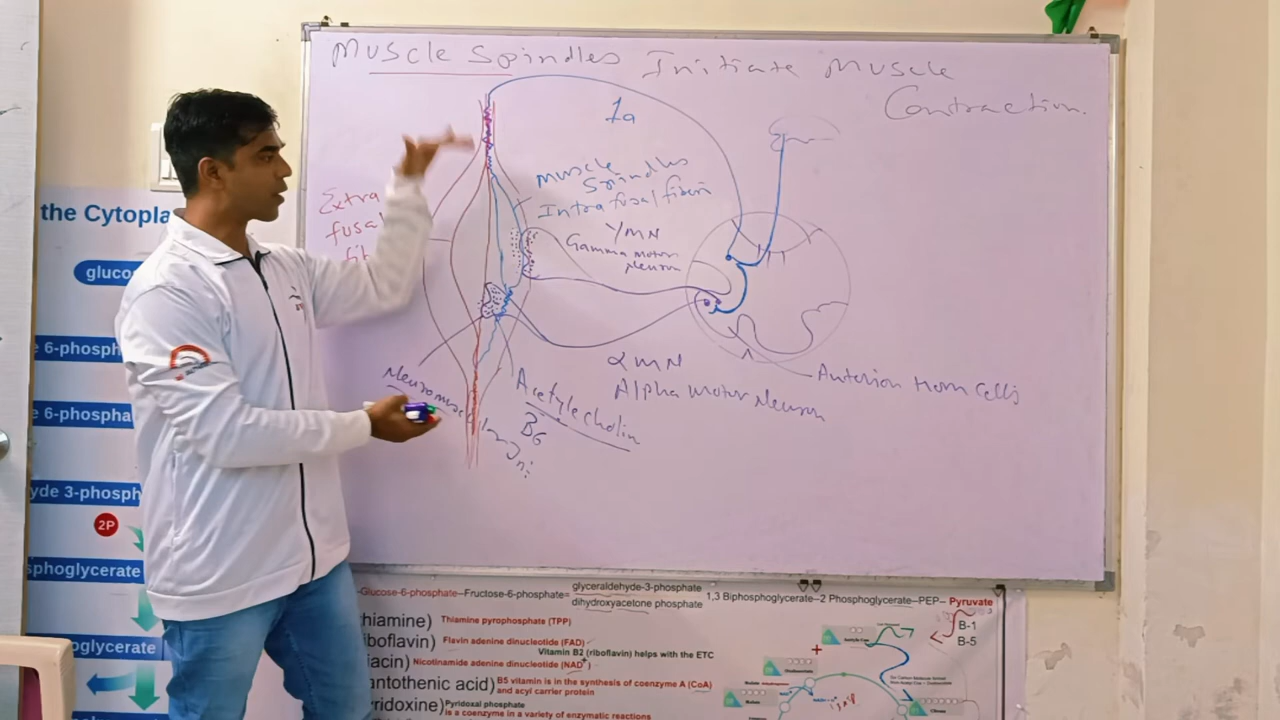 Muscle Spindles Initiate Muscle
Contraction.
1a
Muscle
Spindles
Intrafusal fibers
Extra
fusal
γMN
Gamma motor
Neuron
αMN
Alpha motor Neuron
Anterior Horn Cells
Acetylecholin
B6
the Cytopla
gluco
e 6-phosph
e 6-phospha
yde 3-phosph
2P
sphoglycerate
oglycerate
-Glucose-6-phosphate–Fructose-6-phosphate= glyceraldehyde-3-phosphate
dihydroxyacetone phosphate
1,3 Biphosphoglycerate–2 Phosphoglycerate–PEP– Pyruvate
B-1
B-5
hiamine) Thiamine pyrophosphate (TPP)
iboflavin) Flavin adenine dinucleotide (FAD)
Vitamin B2 (riboflavin) helps with the ETC
iacin) Nicotinamide adenine dinucleotide (NAD+
antothenic acid) B5 vitamin is in the synthesis of coenzyme A (CoA)
and acyl carrier protein
ridoxine) Pyridoxal phosphate
is a coenzyme in a variety of enzymatic reactions